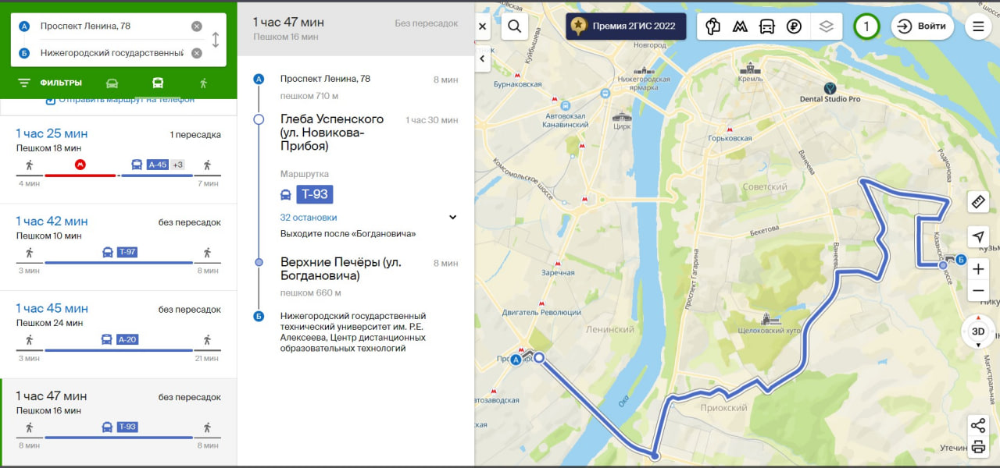 А Проспект Ленина, 78
Б Нижегородский государственны
ФИЛЬТРЫ
Отправить маршрут на телефон
1 час 25 мин
1 пересадка
Пешком 18 мин
А-45 +3
4 мин
7 мин
1 час 42 мин
без пересадок
Пешком 10 мин
Т-97
3 мин
8 мин
1 час 45 мин
без пересадок
Пешком 24 мин
А-20
3 мин
21 мин
1 час 47 мин
без пересадок
Пешком 16 мин
Т-93
8 мин
8 мин
1 час 47 мин
Без пересадок
Пешком 16 мин
А Проспект Ленина, 78
8 мин
пешком 710 м
Глеба Успенского
1 час 30 мин
(ул. Новикова-
Прибоя)
Маршрутка
Т-93
32 остановки
Выходите после «Богдановича»
Верхние Печёры (ул.
8 мин
Богдановича)
пешком 660 м
Б Нижегородский государственный
технический университет им. Р.Е.
Алексеева, Центр дистанционных
образовательных технологий
Премия 2ГИС 2022
1
Войти
Куйбышева
Новгород
Бурнаковская
Нижегородская
ярмарка
Кремль
Dental Studio Pro
Автовокзал
Канавинский
Цирк
Горьковская
Комсомольское шоссе
Ванеева
Родионова
Советский
Бекетова
Ванеева
Казанское шоссе
Кузьм
Б
проспект Гагарина
Заречная
Двигатель Революции
Ленинский
Щелоковский хуто
3D
А
Ока
Приокский
Магистральная
втозаводская
ская
Утечин